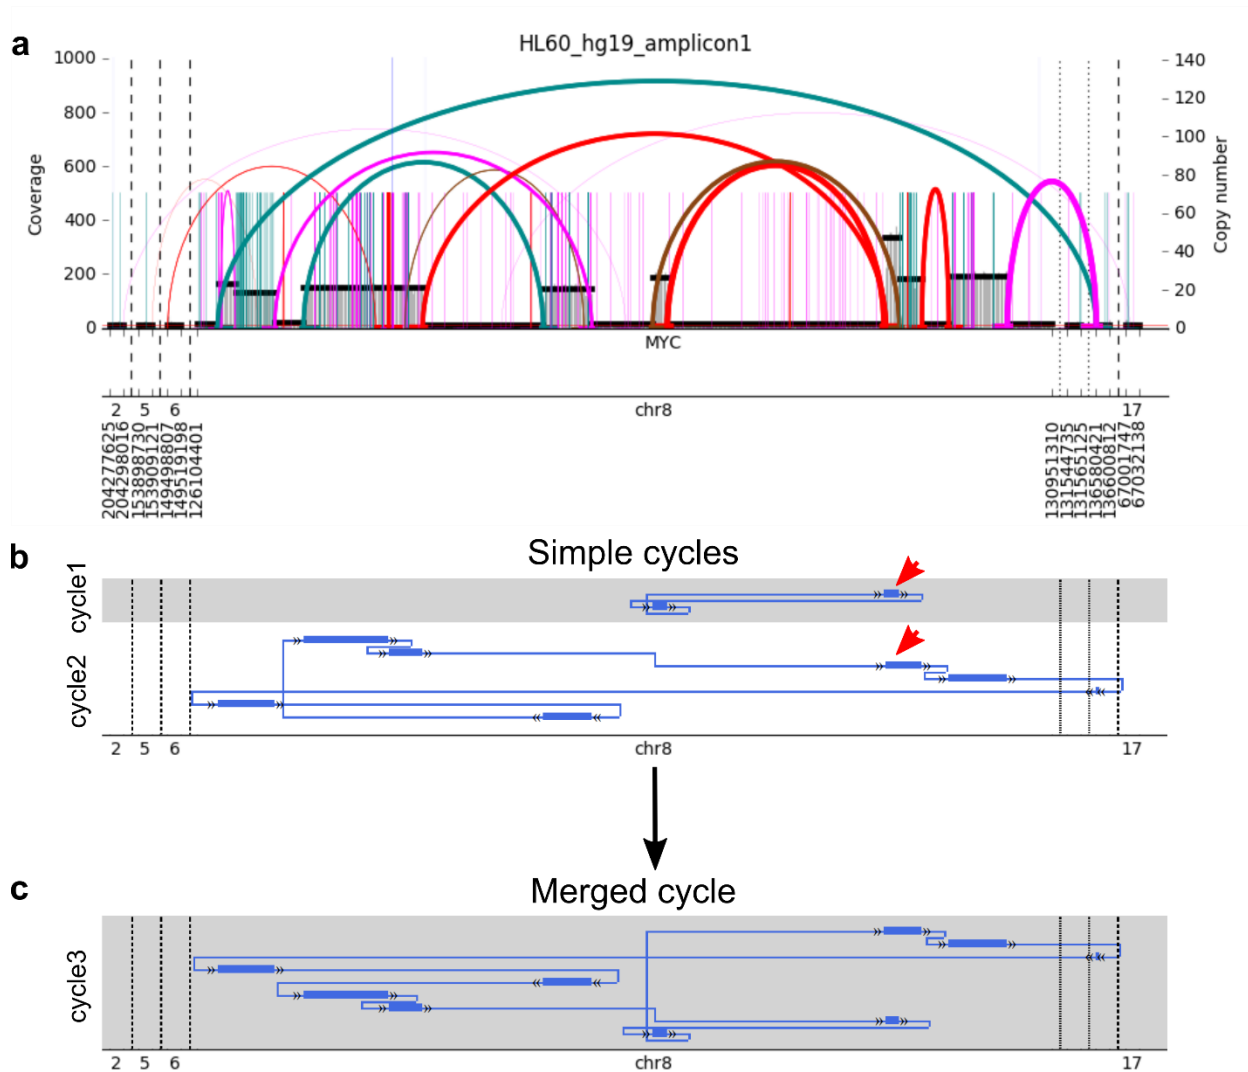 a
HL60_hg19_amplicon1
Coverage
1000
800
600
400
200
0
140
120
100
80
60
40
20
0
Copy number
MYC
2 5 6 chr8 17
204277625
204298016
153898730
153909121
149498807
149519198
126104401
130951310
131544735
131565125
136580421
136600812
67001747
67032138
b
Simple cycles
cycle1
cycle2
2 5 6 chr8 17
c
Merged cycle
cycle3
2 5 6 chr8 17